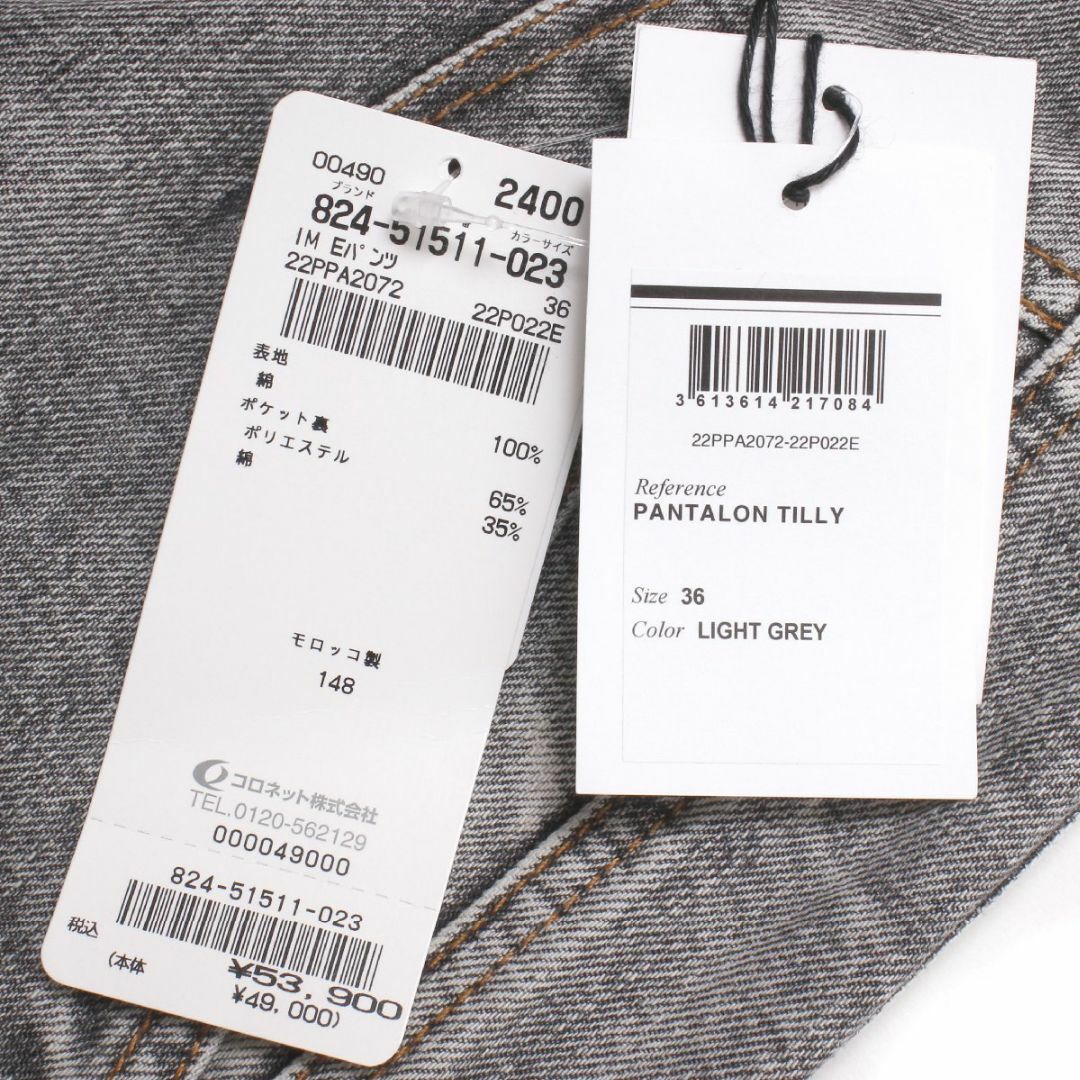 00490
2400
ブランド
カラーサイズ
824-51511-023
IM Eパンツ
36
22PPA2072
22P022E
表地
綿
100%
ポケット裏
ポリエステル
65%
綿
35%
モロッコ製
148
コロネット株式会社
TEL.0120-562129
000049000
824-51511-023
税込
¥53,900
(本体
¥49,000)
3 613614 217084
22PPA2072-22P022E
Reference
PANTALON TILLY
Size 36
Color LIGHT GREY